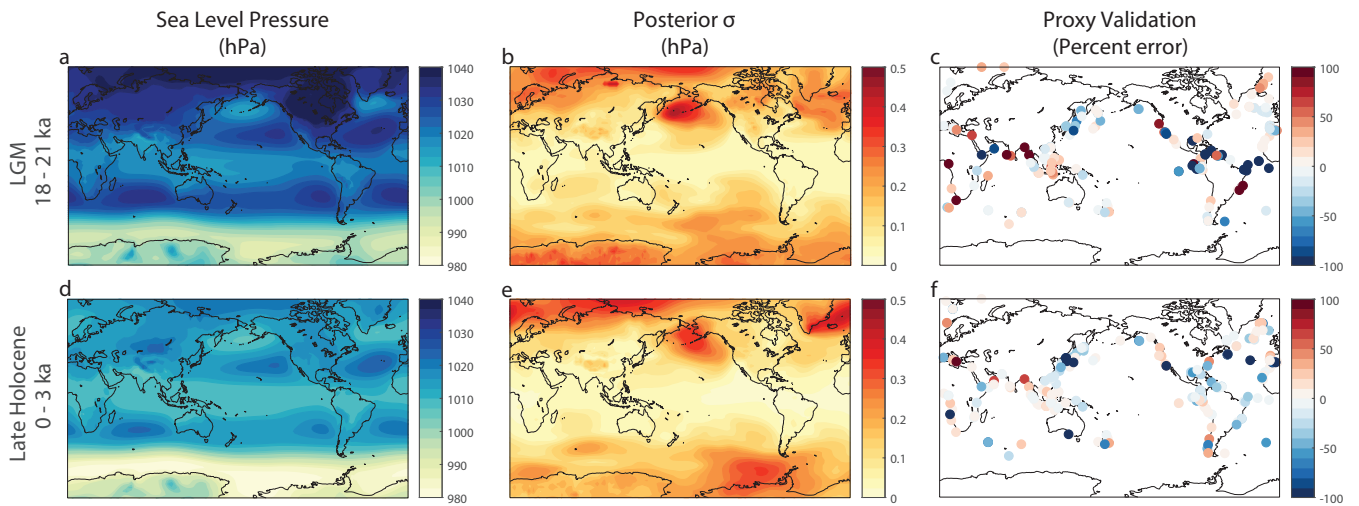 Sea Level Pressure
(hPa)
Posterior σ
(hPa)
Proxy Validation
(Percent error)
LGM
18 - 21 ka
a
1040
1030
1020
1010
1000
990
980
b
0.5
0.4
0.3
0.2
0.1
0
c
100
50
0
-50
-100
Late Holocene
0 - 3 ka
d
1040
1030
1020
1010
1000
990
980
e
0.5
0.4
0.3
0.2
0.1
0
f
100
50
0
-50
-100